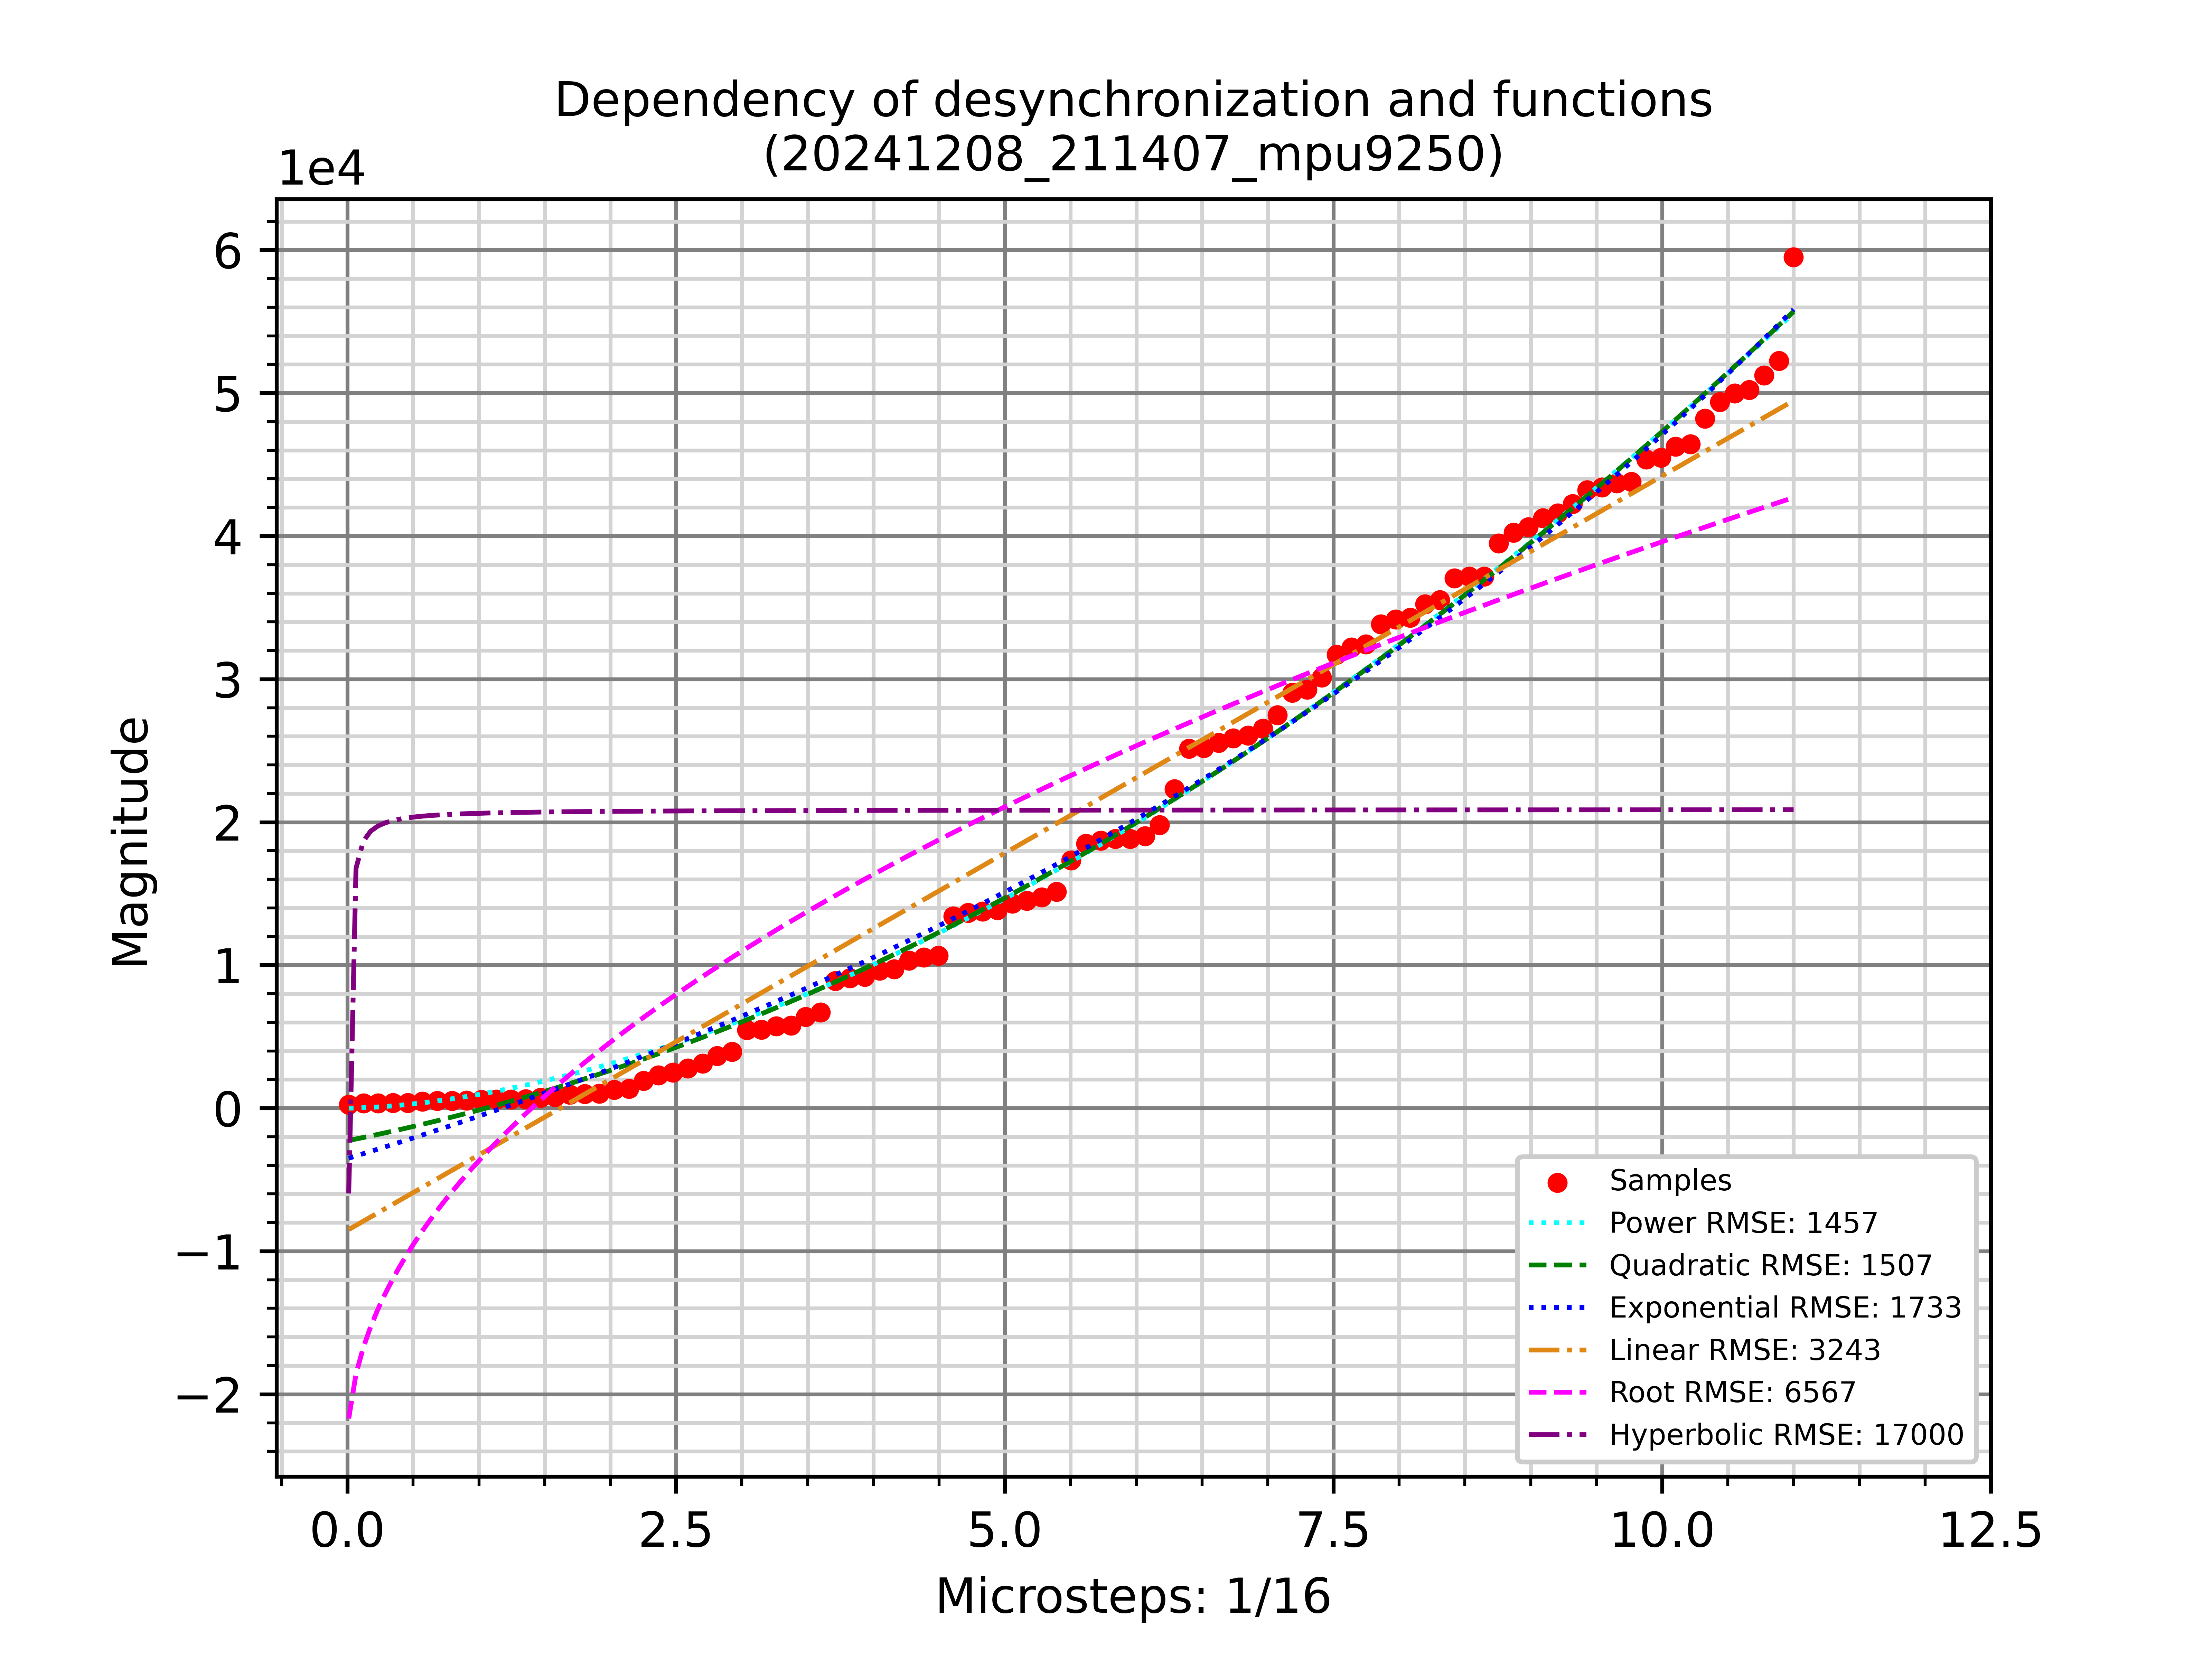 Dependency of desynchronization and functions
(20241208_211407_mpu9250)
1e4
6
5
4
3
2
1
0
−1
−2
Magnitude
0.0 2.5 5.0 7.5 10.0 12.5
Microsteps: 1/16
Samples
Power RMSE: 1457
Quadratic RMSE: 1507
Exponential RMSE: 1733
Linear RMSE: 3243
Root RMSE: 6567
Hyperbolic RMSE: 17000